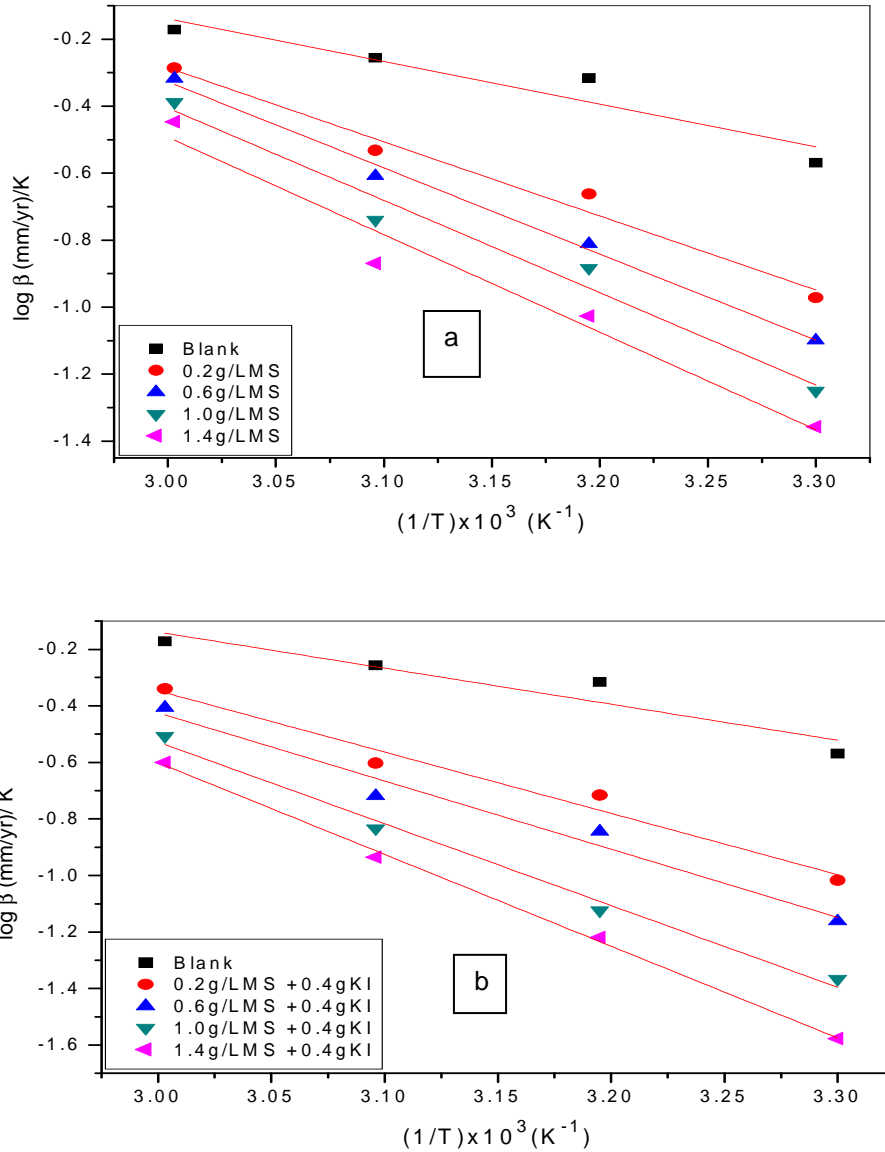 -0.2
-0.4
-0.6
-0.8
-1.0
-1.2
-1.4
log β (mm/yr)/K
a
Blank
0.2g/LMS
0.6g/LMS
1.0g/LMS
1.4g/LMS
3.00 3.05 3.10 3.15 3.20 3.25 3.30
(1/T)x10³ (K⁻¹)
-0.2
-0.4
-0.6
-0.8
-1.0
-1.2
-1.4
-1.6
log β (mm/yr)/ K
b
Blank
0.2g/LMS +0.4gKI
0.6g/LMS +0.4gKI
1.0g/LMS +0.4gKI
1.4g/LMS +0.4gKI
3.00 3.05 3.10 3.15 3.20 3.25 3.30
(1/T)x10³(K⁻¹)